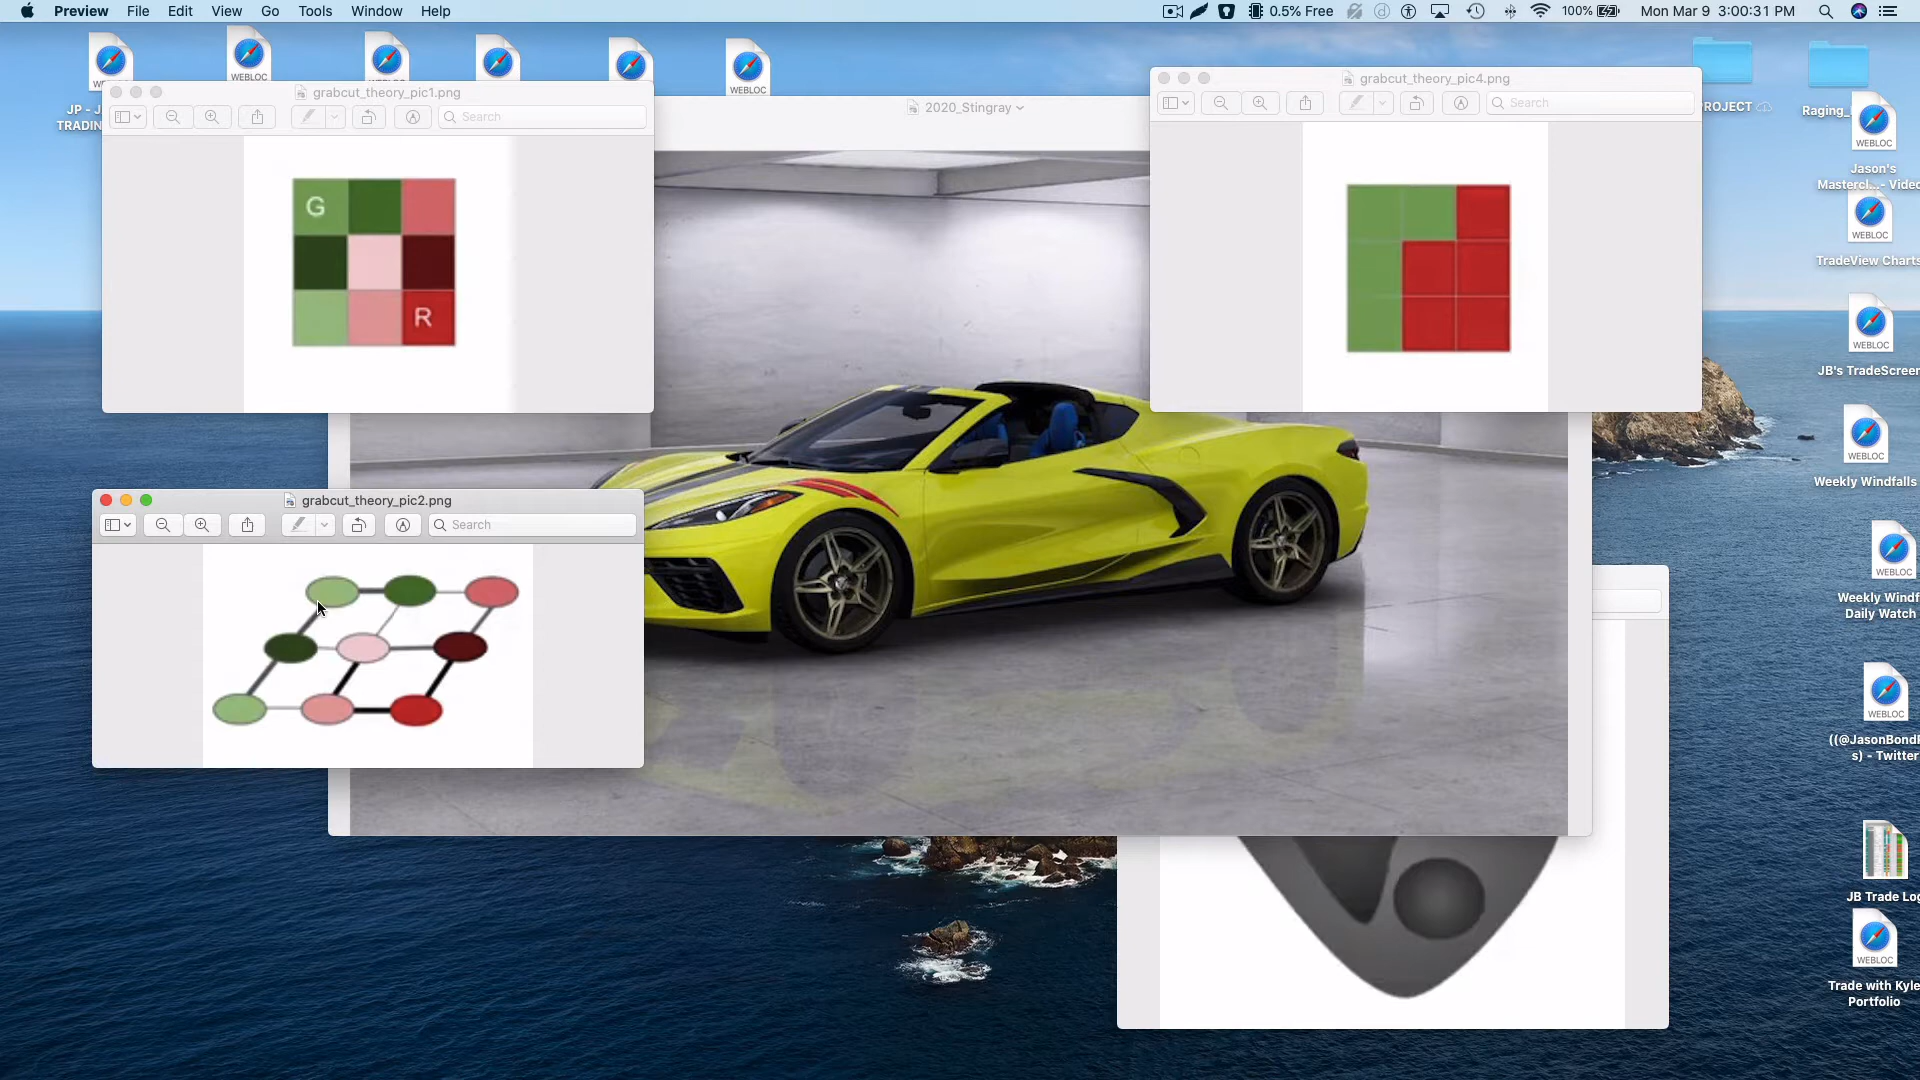 Preview File Edit View Go Tools Window Help
0.5% Free 100% Mon Mar 9 3:00:31 PM
WEBLOC
WEBLOC
grabcut_theory_pic1.png
Search
G
R
2020_Stingray
grabcut_theory_pic4.png
Search
grabcut_theory_pic2.png
Search
JP - J
TRADIN
PROJECT
Raging_
WEBLOC
Jason's
Mastercl...- Video
WEBLOC
TradeView Charts
WEBLOC
JB's TradeScreen
WEBLOC
Weekly Windfalls
WEBLOC
Weekly Windf
Daily Watch
WEBLOC
((@JasonBondP
s) - Twitter
JB Trade Log
WEBLOC
Trade with Kyle
Portfolio